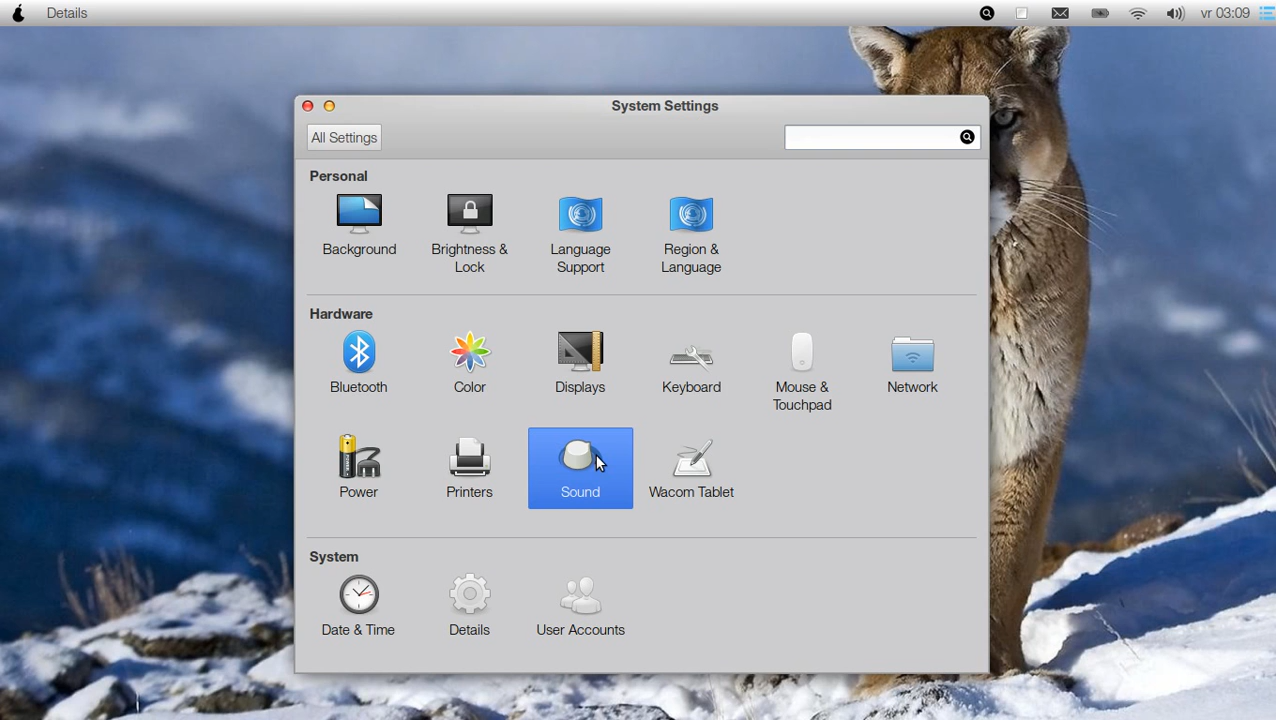 Details
vr 03:09
System Settings
All Settings
Personal
Background
Brightness &
Lock
Language
Support
Region &
Language
Hardware
Bluetooth
Color
Displays
Keyboard
Mouse &
Touchpad
Network
Power
Printers
Sound
Wacom Tablet
System
Date & Time
Details
User Accounts